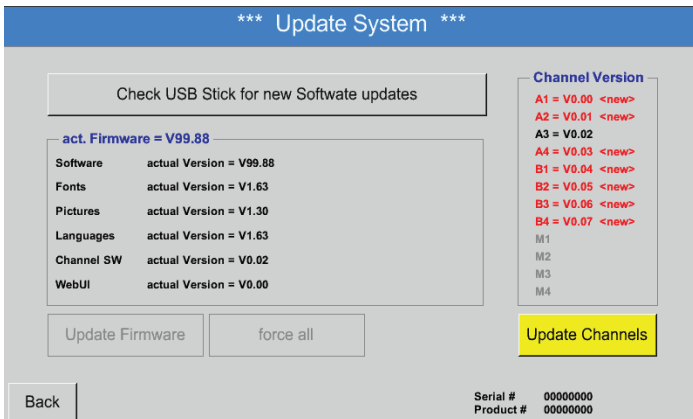 *** Update System ***
Check USB Stick for new Softwate updates
act. Firmware = V99.88
Software actual Version = V99.88
Fonts actual Version = V1.63
Pictures actual Version = V1.30
Languages actual Version = V1.63
Channel SW actual Version = V0.02
WebUI actual Version = V0.00
Update Firmware
force all
Channel Version
A1 = V0.00 <new>
A2 = V0.01 <new>
A3 = V0.02
A4 = V0.03 <new>
B1 = V0.04 <new>
B2 = V0.05 <new>
B3 = V0.06 <new>
B4 = V0.07 <new>
M1
M2
M3
M4
Update Channels
Back
Serial # 00000000
Product # 00000000